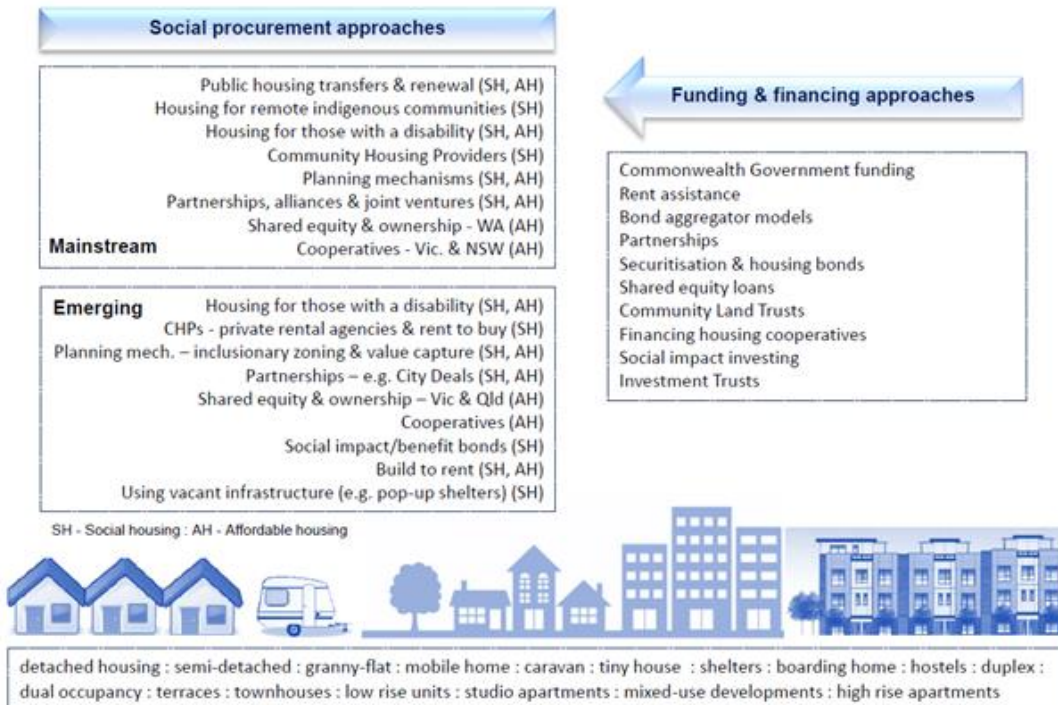 Social procurement approaches
Public housing transfers & renewal (SH, AH)
Housing for remote indigenous communities (SH)
Housing for those with a disability (SH, AH)
Community Housing Providers (SH)
Planning mechanisms (SH, AH)
Partnerships, alliances & joint ventures (SH, AH)
Shared equity & ownership - WA (AH)
Mainstream Cooperatives - Vic. & NSW (AH)
Emerging Housing for those with a disability (SH, AH)
CHPs - private rental agencies & rent to buy (SH)
Planning mech. – inclusionary zoning & value capture (SH, AH)
Partnerships – e.g. City Deals (SH, AH)
Shared equity & ownership – Vic & Qld (AH)
Cooperatives (AH)
Social impact/benefit bonds (SH)
Build to rent (SH, AH)
Using vacant infrastructure (e.g. pop-up shelters) (SH)
SH - Social housing : AH - Affordable housing
Funding & financing approaches
Commonwealth Government funding
Rent assistance
Bond aggregator models
Partnerships
Securitisation & housing bonds
Shared equity loans
Community Land Trusts
Financing housing cooperatives
Social impact investing
Investment Trusts
detached housing : semi-detached : granny-flat : mobile home : caravan : tiny house : shelters : boarding home : hostels : duplex :
dual occupancy : terraces : townhouses : low rise units : studio apartments : mixed-use developments : high rise apartments